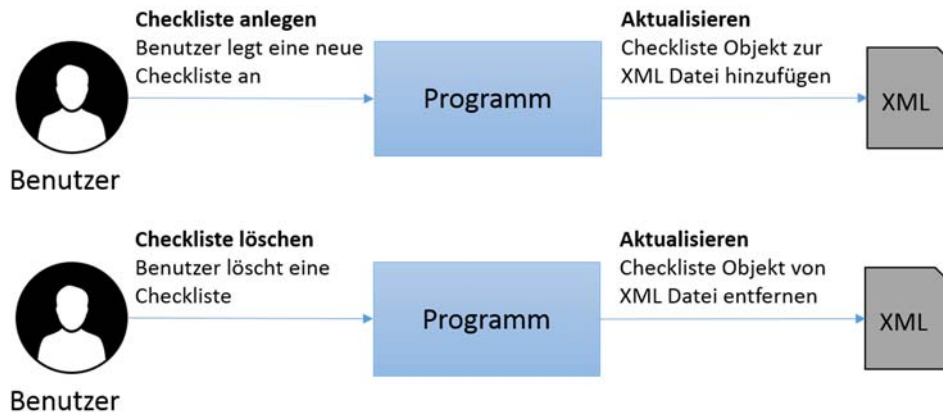 Checkliste anlegen
Benutzer legt eine neue
Checkliste an
Aktualisieren
Checkliste Objekt zur
XML Datei hinzufügen
Programm
XML
Benutzer
Checkliste löschen
Benutzer löscht eine
Checkliste
Aktualisieren
Checkliste Objekt von
XML Datei entfernen
Programm
XML
Benutzer